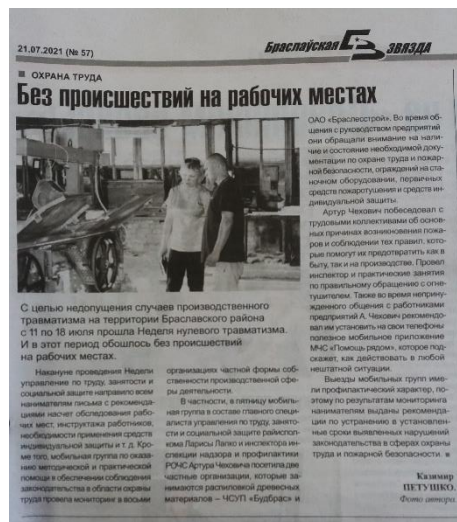 21.07.2021 (№ 57)
Браслаўская
ЗВЯЗДА
ОХРАНА ТРУДА
Без происшествий на рабочих местах
С целью недопущения случаев производственного
травматизма на территории Браславского района
с 11 по 18 июля прошла Неделя нулевого травматизма.
И в этот период обошлось без происшествий
на рабочих местах.
Накануне проведения Недели
управление по труду, занятости и
социальной защите направило всем
нанимателям письма с рекоменда-
циями насчет обследования рабо-
чих мест, инструктажа работников,
необходимости применения средств
индивидуальной защиты и т. д. Кро-
ме того, мобильная группа по оказа-
нию методической и практической
помощи в обеспечении соблюдения
законодательства в области охраны
труда провела мониторинг в восьми
организациях частной формы соб-
ственности производственной сфе-
ры деятельности.
В частности, в пятницу мобиль-
ная группа в составе главного специ-
алиста управления по труду, занято-
сти и социальной защите райиспол-
кома Ларисы Лапко и инспектора ин-
спекции надзора и профилактики
РОЧС Артура Чеховича посетила две
частные организации, которые за-
нимаются распиловкой древесных
материалов – ЧСУП «Будбрас» и
ОАО «Браслесстрой». Во время об-
щения с руководством предприятий
они обращали внимание на нали-
чие и состояние необходимой доку-
ментации по охране труда и пожар-
ной безопасности, ограждений на ста-
ночном оборудовании, первичных
средств пожаротушения и средств ин-
дивидуальной защиты.
Артур Чехович побеседовал с
трудовыми коллективами об основ-
ных причинах возникновения пожа-
ров и соблюдении тех правил, кото-
рые помогут их предотвратить как в
быту, так и на производстве. Провел
инспектор и практические занятия
по правильному обращению с огне-
тушителем. Также во время непринуж-
денного общения с работниками
предприятий А. Чехович рекомендо-
вал им установить на свои телефоны
полезное мобильное приложение
МЧС «Помощь рядом», которое под-
скажет, как действовать в любой
нештатной ситуации.
Выезды мобильных групп име-
ли профилактический характер, по-
этому по результатам мониторинга
нанимателям выданы рекоменда-
ции по устранению в кратчайшие
сроки выявленных нарушений
законодательства в сферах охраны
труда и пожарной безопасности.
Казимир
ПЕТУШКО.
Фото автора